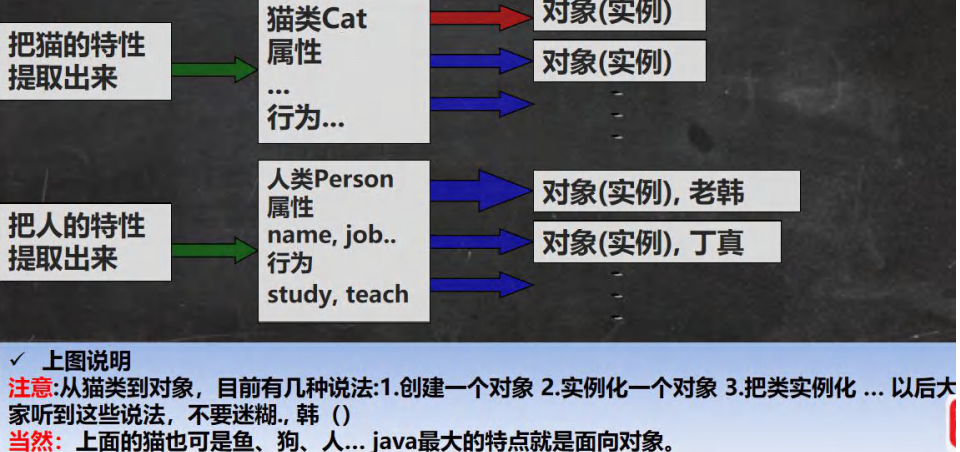 把猫的特性
提取出来
猫类Cat
属性
...
行为...
对象(实例)
对象(实例)
把人的特性
提取出来
人类Person
属性
name, job..
行为
study, teach
对象(实例), 老韩
对象(实例), 丁真
✓ 上图说明
注意:从猫类到对象，目前有几种说法:1.创建一个对象 2.实例化一个对象 3.把类实例化 ... 以后大
家听到这些说法，不要迷糊., 韩（）
当然：上面的猫也可是鱼、狗、人... java最大的特点就是面向对象。